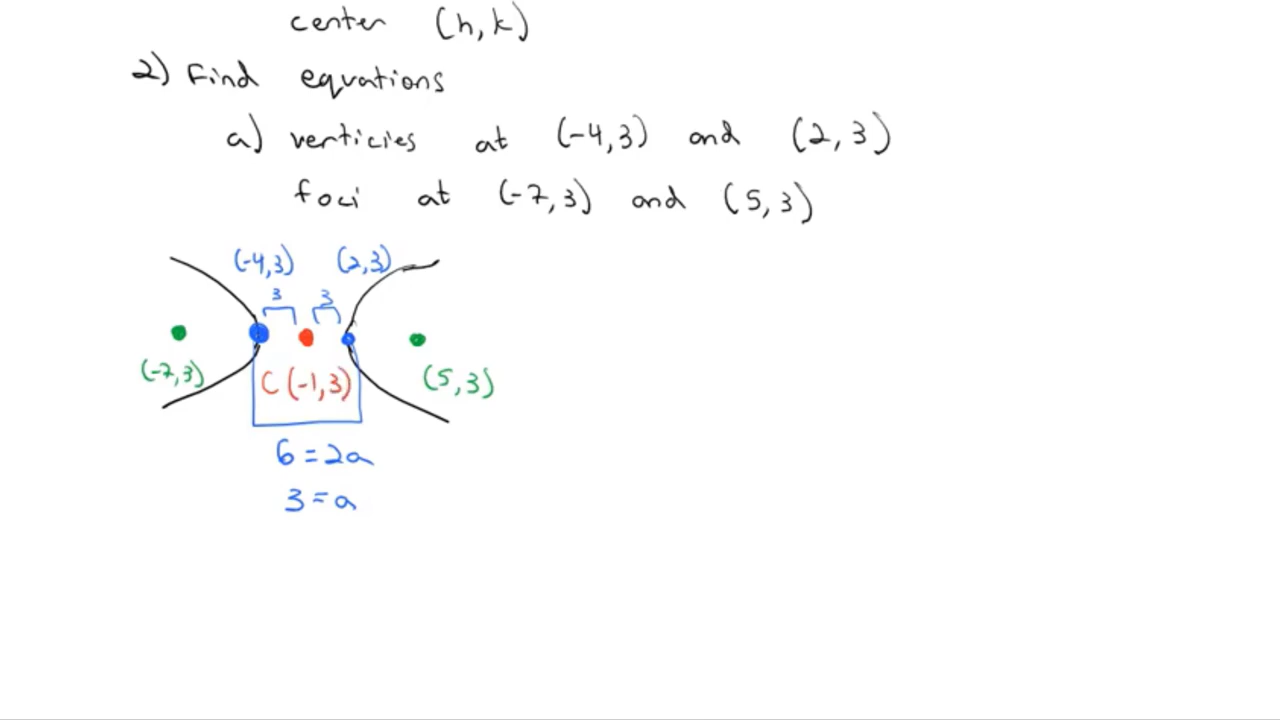 center (h,k)
2) Find equations
a) verticies at (-4,3) and (2,3)
foci at (-7,3) and (5,3)
(-4,3) (2,3)
3 3
(-7,3) C (-1,3) (5,3)
6 = 2a
3 = a